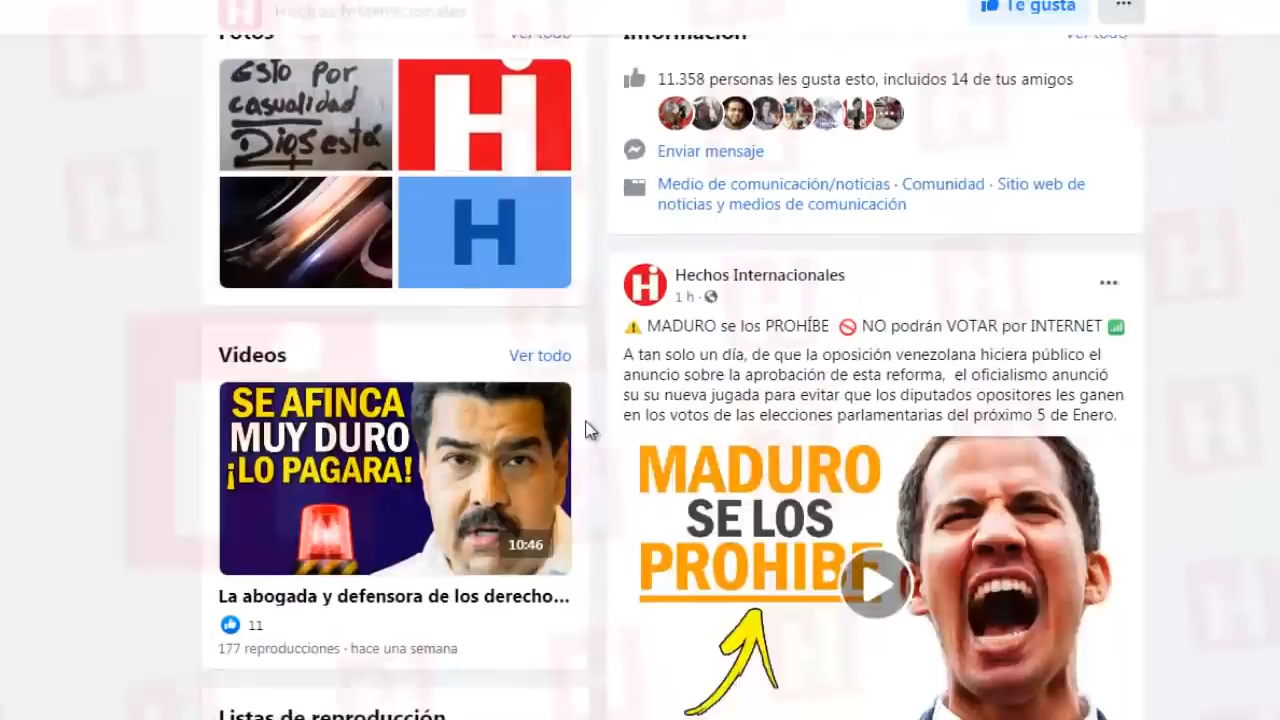 Hechos Internacionales
Te gusta
Fotos
Ver todo
Esto Por
casualidad
Dios está
H
H
Videos
Ver todo
SE AFINCA
MUY DURO
¡LO PAGARA!
10:46
La abogada y defensora de los derecho...
11
177 reproducciones · hace una semana
Listas de reproducción
Información
Ver todo
11.358 personas les gusta esto, incluidos 14 de tus amigos
Enviar mensaje
Medio de comunicación/noticias · Comunidad · Sitio web de
noticias y medios de comunicación
Hechos Internacionales
1 h ·
MADURO se los PROHÍBE NO podrán VOTAR por INTERNET
A tan solo un día, de que la oposición venezolana hiciera público el
anuncio sobre la aprobación de esta reforma, el oficialismo anunció
su su nueva jugada para evitar que los diputados opositores les ganen
en los votos de las elecciones parlamentarias del próximo 5 de Enero.
MADURO
SE LOS
PROHIBE